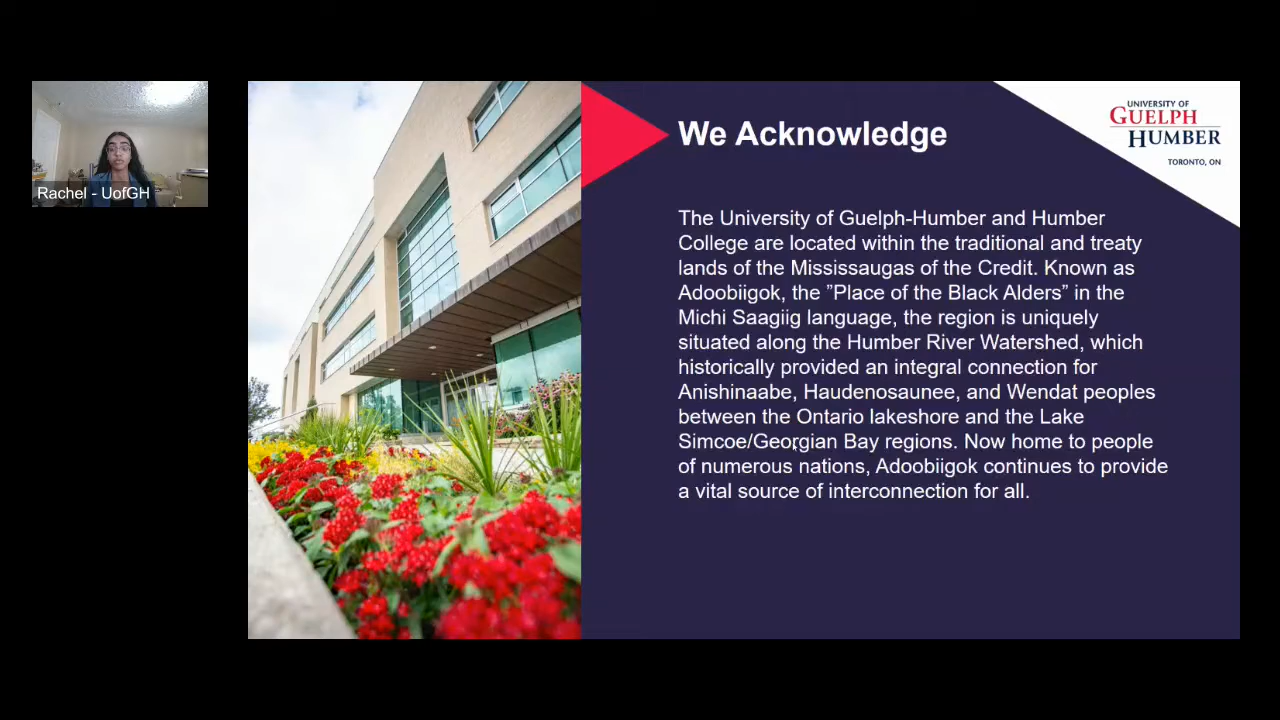 Rachel - UofGH
We Acknowledge
UNIVERSITY OF
GUELPH
HUMBER
TORONTO, ON
The University of Guelph-Humber and Humber
College are located within the traditional and treaty
lands of the Mississaugas of the Credit. Known as
Adoobiigok, the ”Place of the Black Alders” in the
Michi Saagiig language, the region is uniquely
situated along the Humber River Watershed, which
historically provided an integral connection for
Anishinaabe, Haudenosaunee, and Wendat peoples
between the Ontario lakeshore and the Lake
Simcoe/Georgian Bay regions. Now home to people
of numerous nations, Adoobiigok continues to provide
a vital source of interconnection for all.